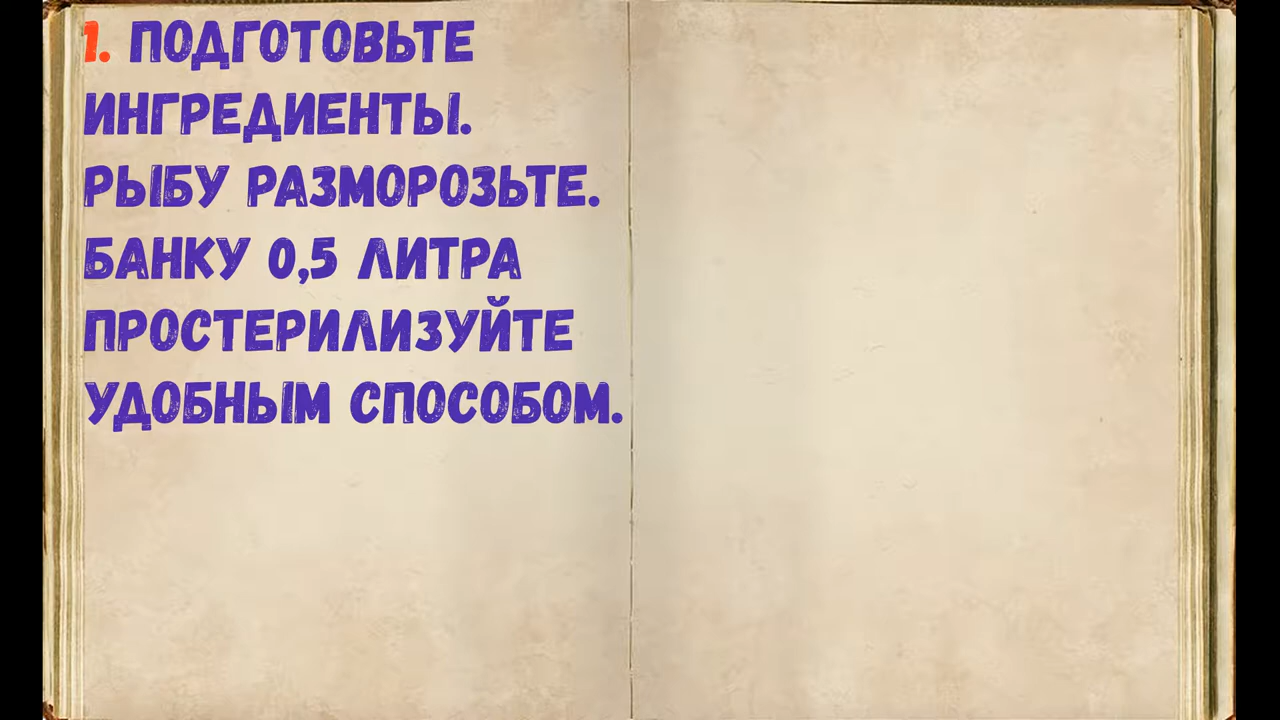 1. ПОДГОТОВЬТЕ
ИНГРЕДИЕНТЫ.
РЫБУ РАЗМОРОЗЬТЕ.
БАНКУ 0,5 ЛИТРА
ПРОСТЕРИЛИЗУЙТЕ
УДОБНЫМ СПОСОБОМ.